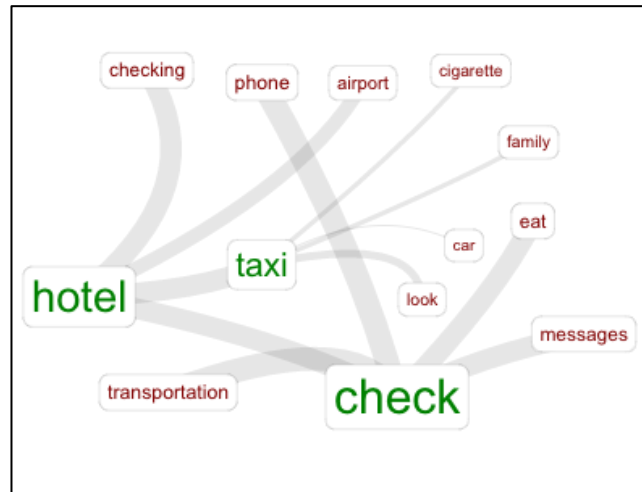 checking
phone
airport
cigarette
family
eat
car
taxi
hotel
look
messages
transportation
check